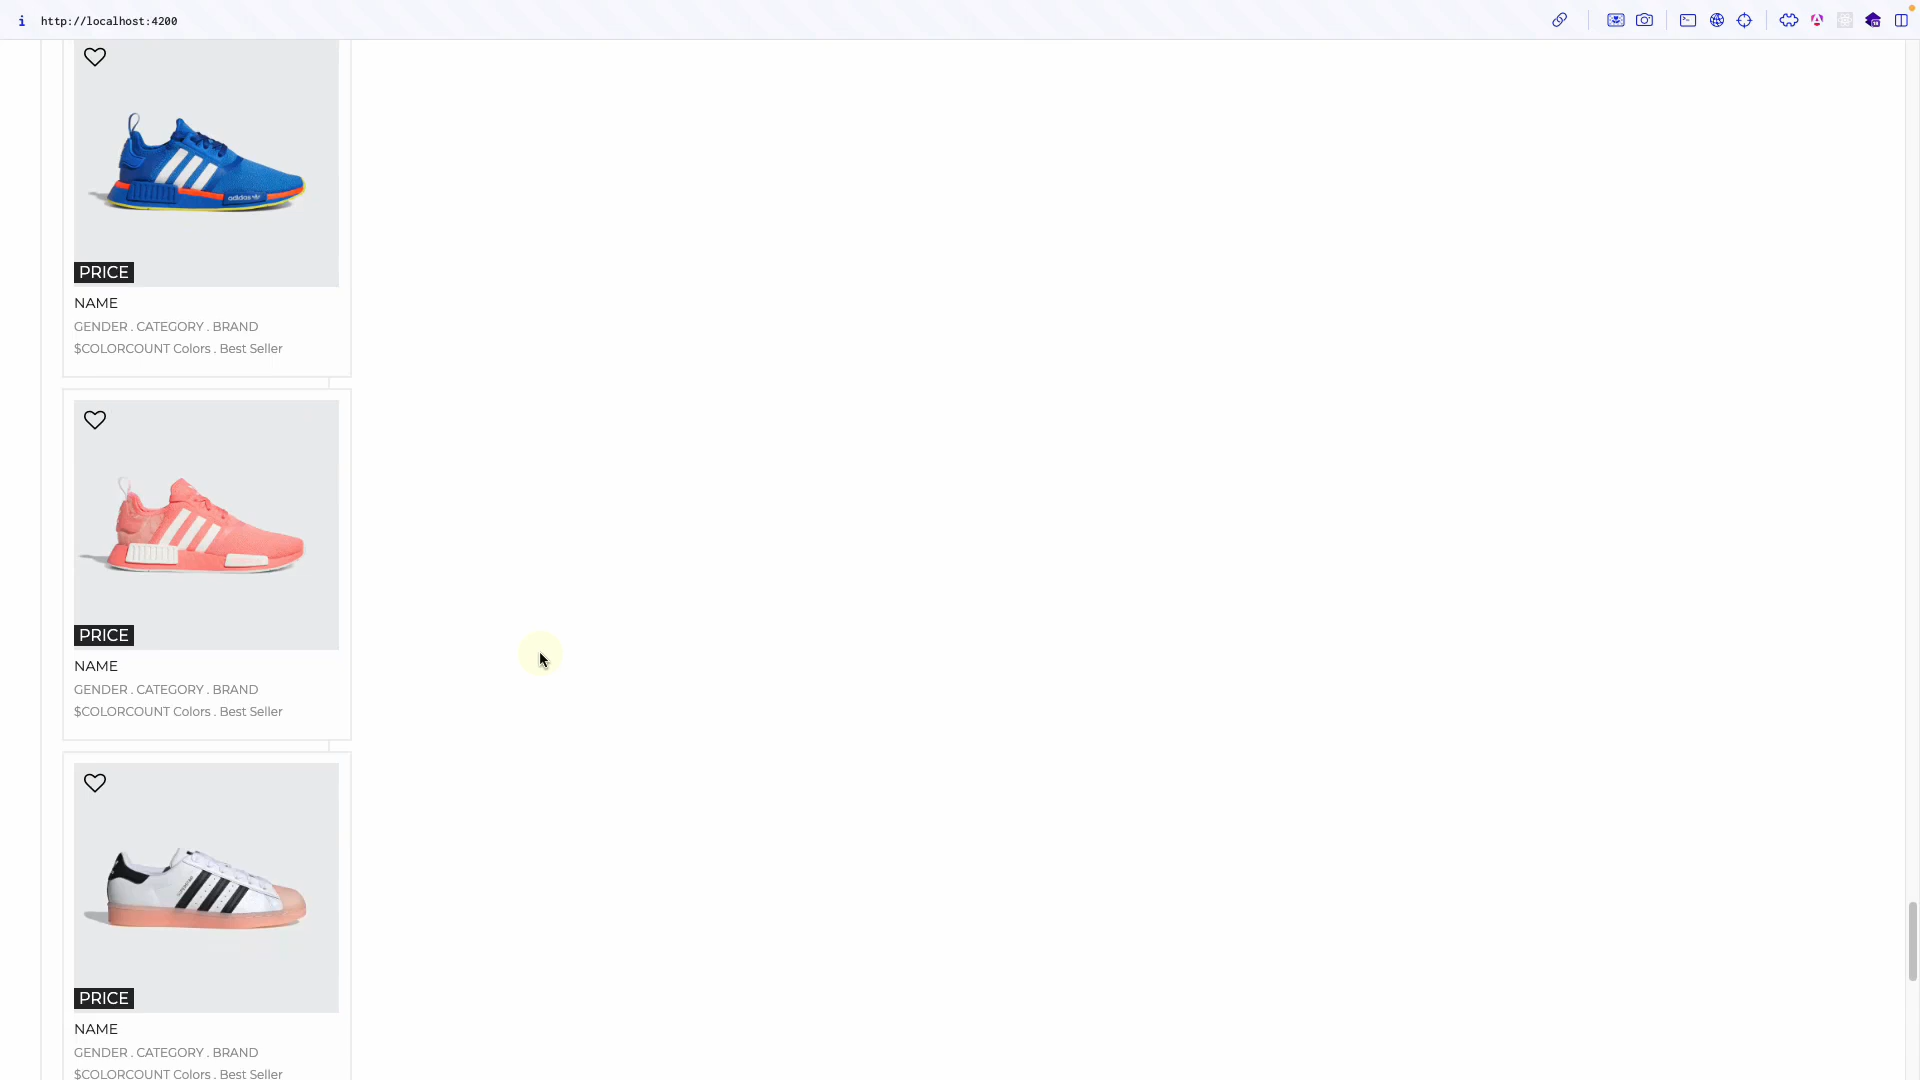 i http://localhost:4200
adidas
PRICE
NAME
GENDER . CATEGORY . BRAND
$COLORCOUNT Colors . Best Seller
PRICE
NAME
GENDER . CATEGORY . BRAND
$COLORCOUNT Colors . Best Seller
PRICE
NAME
GENDER . CATEGORY . BRAND
$COLORCOUNT Colors . Best Seller